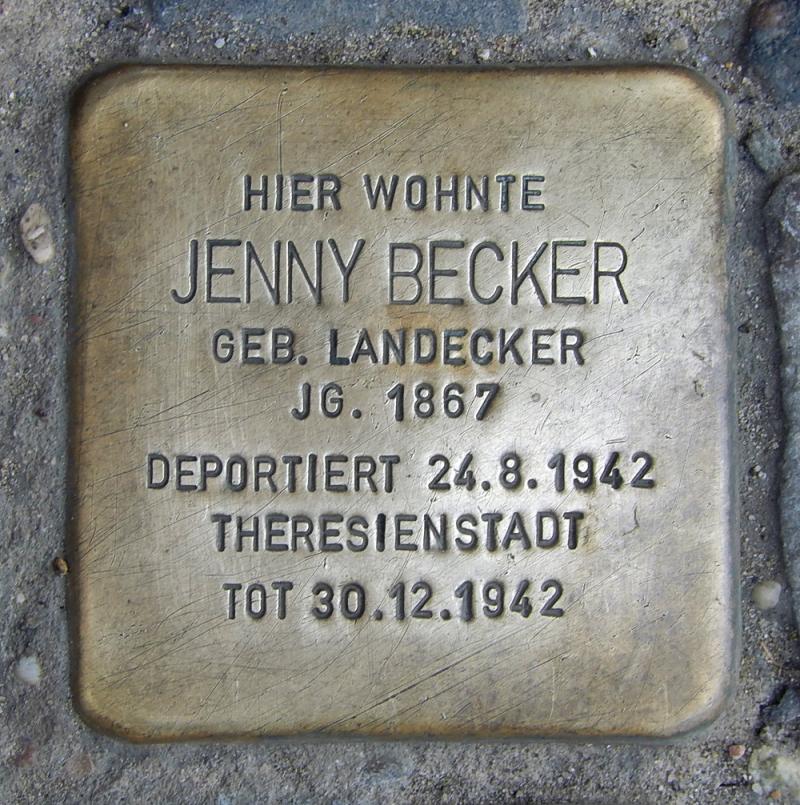 HIER WOHNTE
JENNY BECKER
GEB. LANDECKER
JG. 1867
DEPORTIERT 24.8.1942
THERESIENSTADT
TOT 30.12.1942